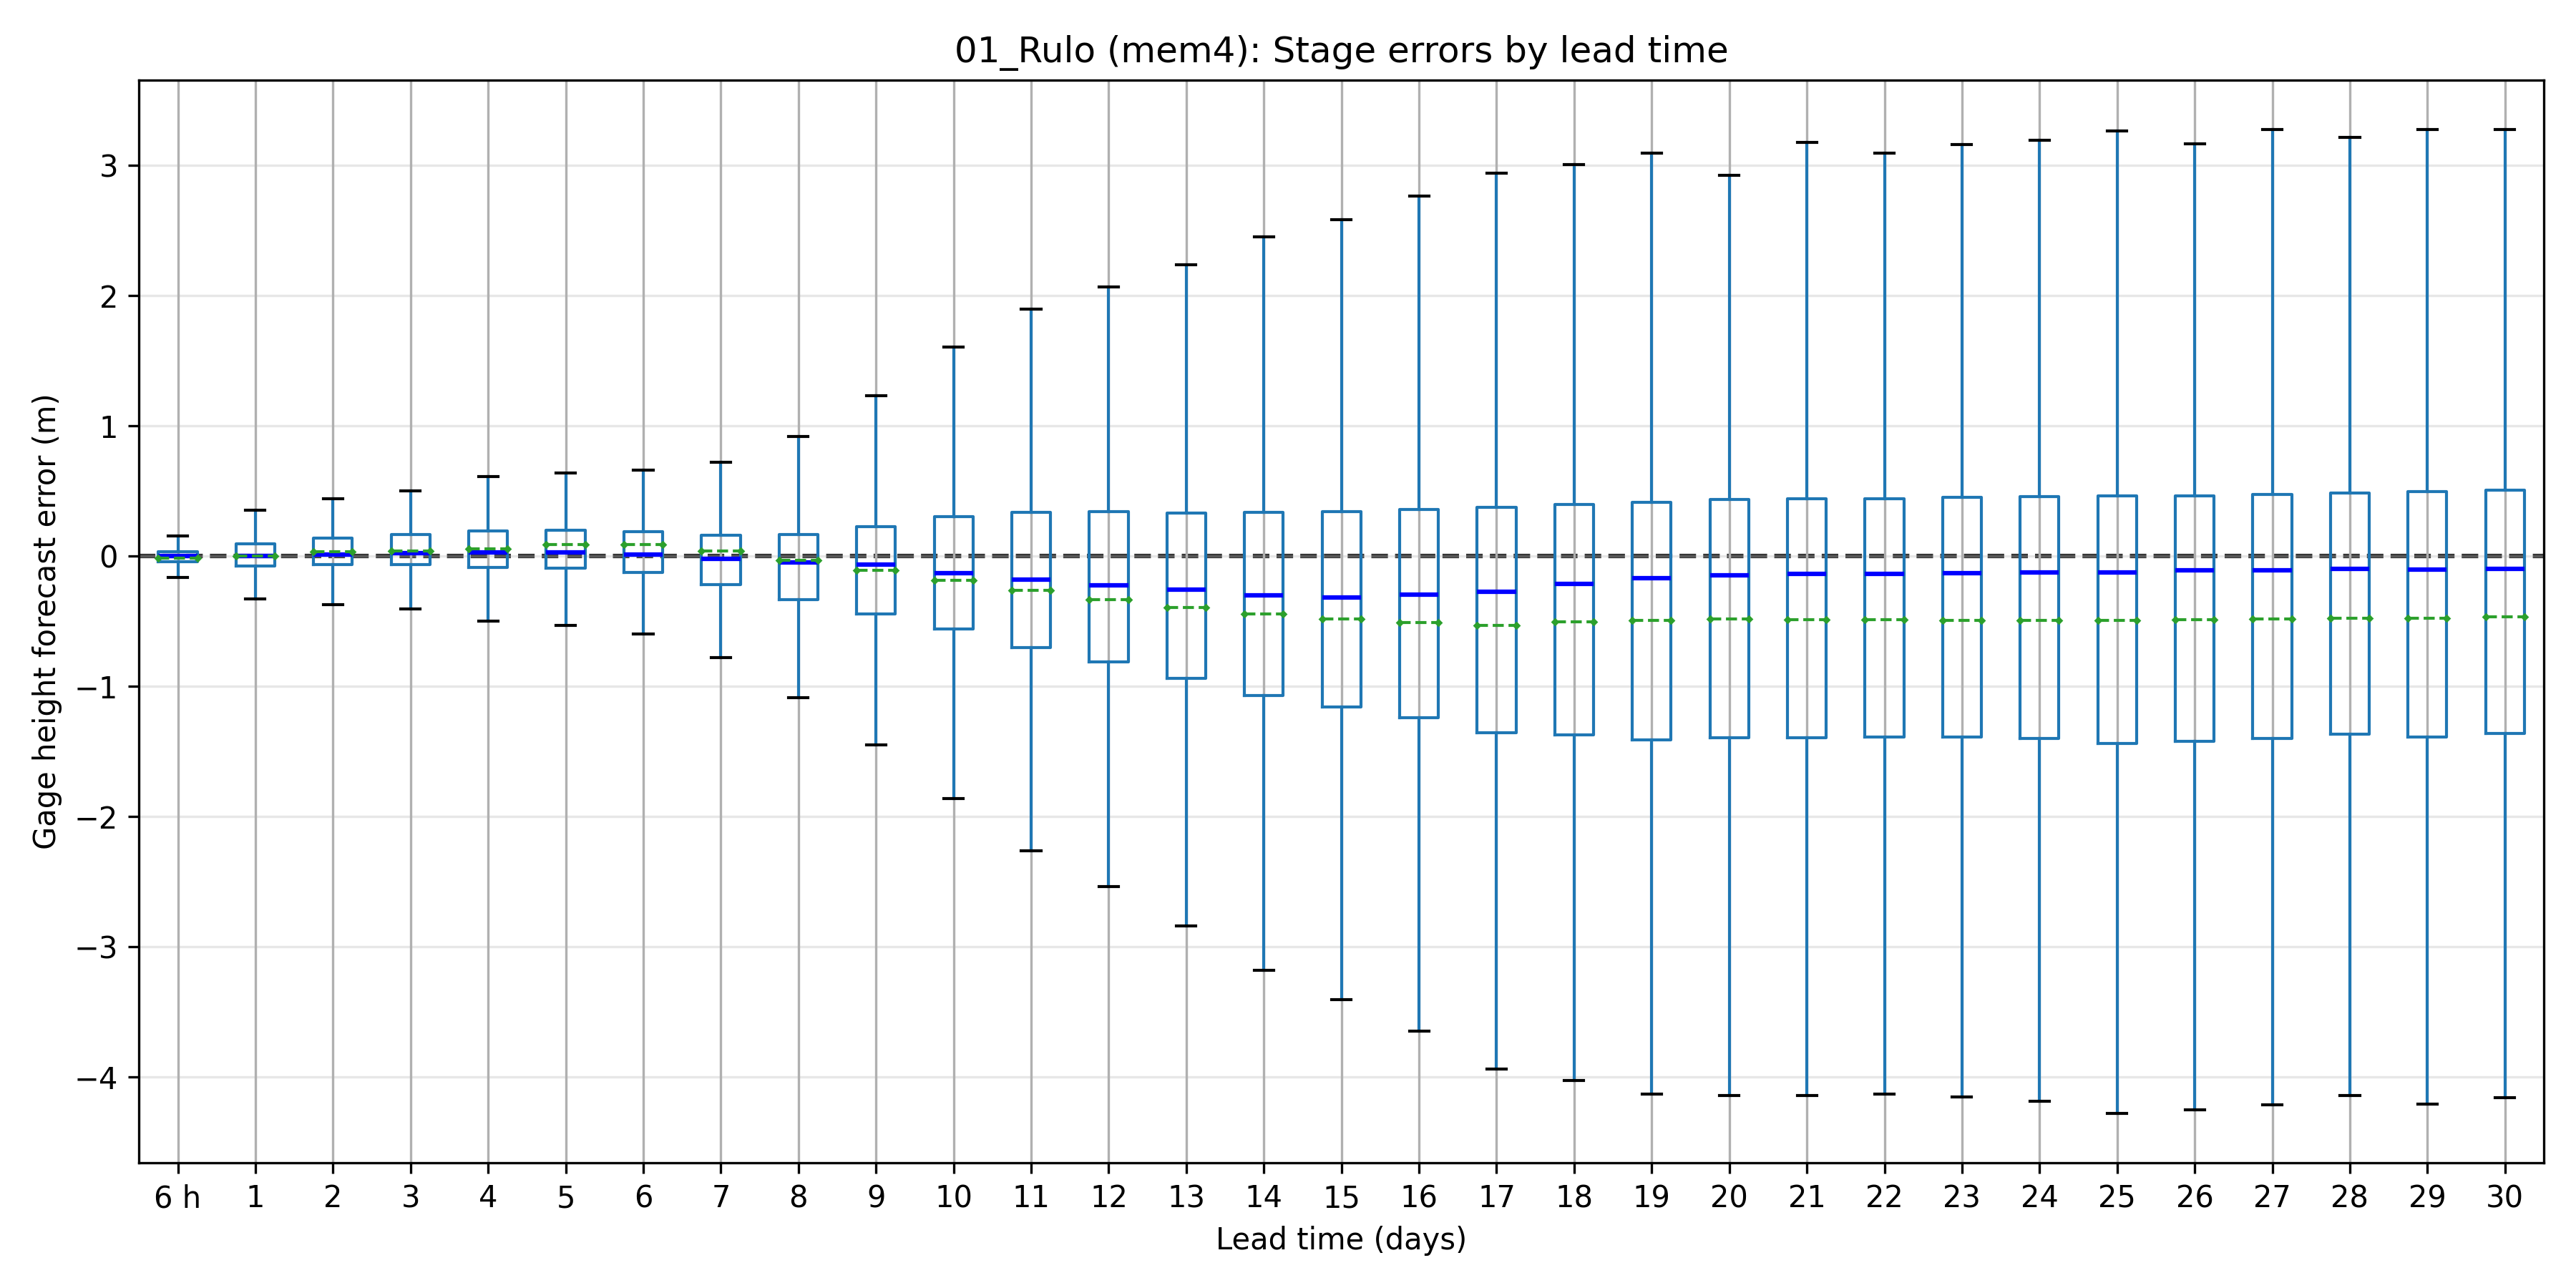 01_Rulo (mem4): Stage errors by lead time
Gage height forecast error (m)
3
2
1
0
−1
−2
−3
−4
6 h 1 2 3 4 5 6 7 8 9 10 11 12 13 14 15 16 17 18 19 20 21 22 23 24 25 26 27 28 29 30
Lead time (days)